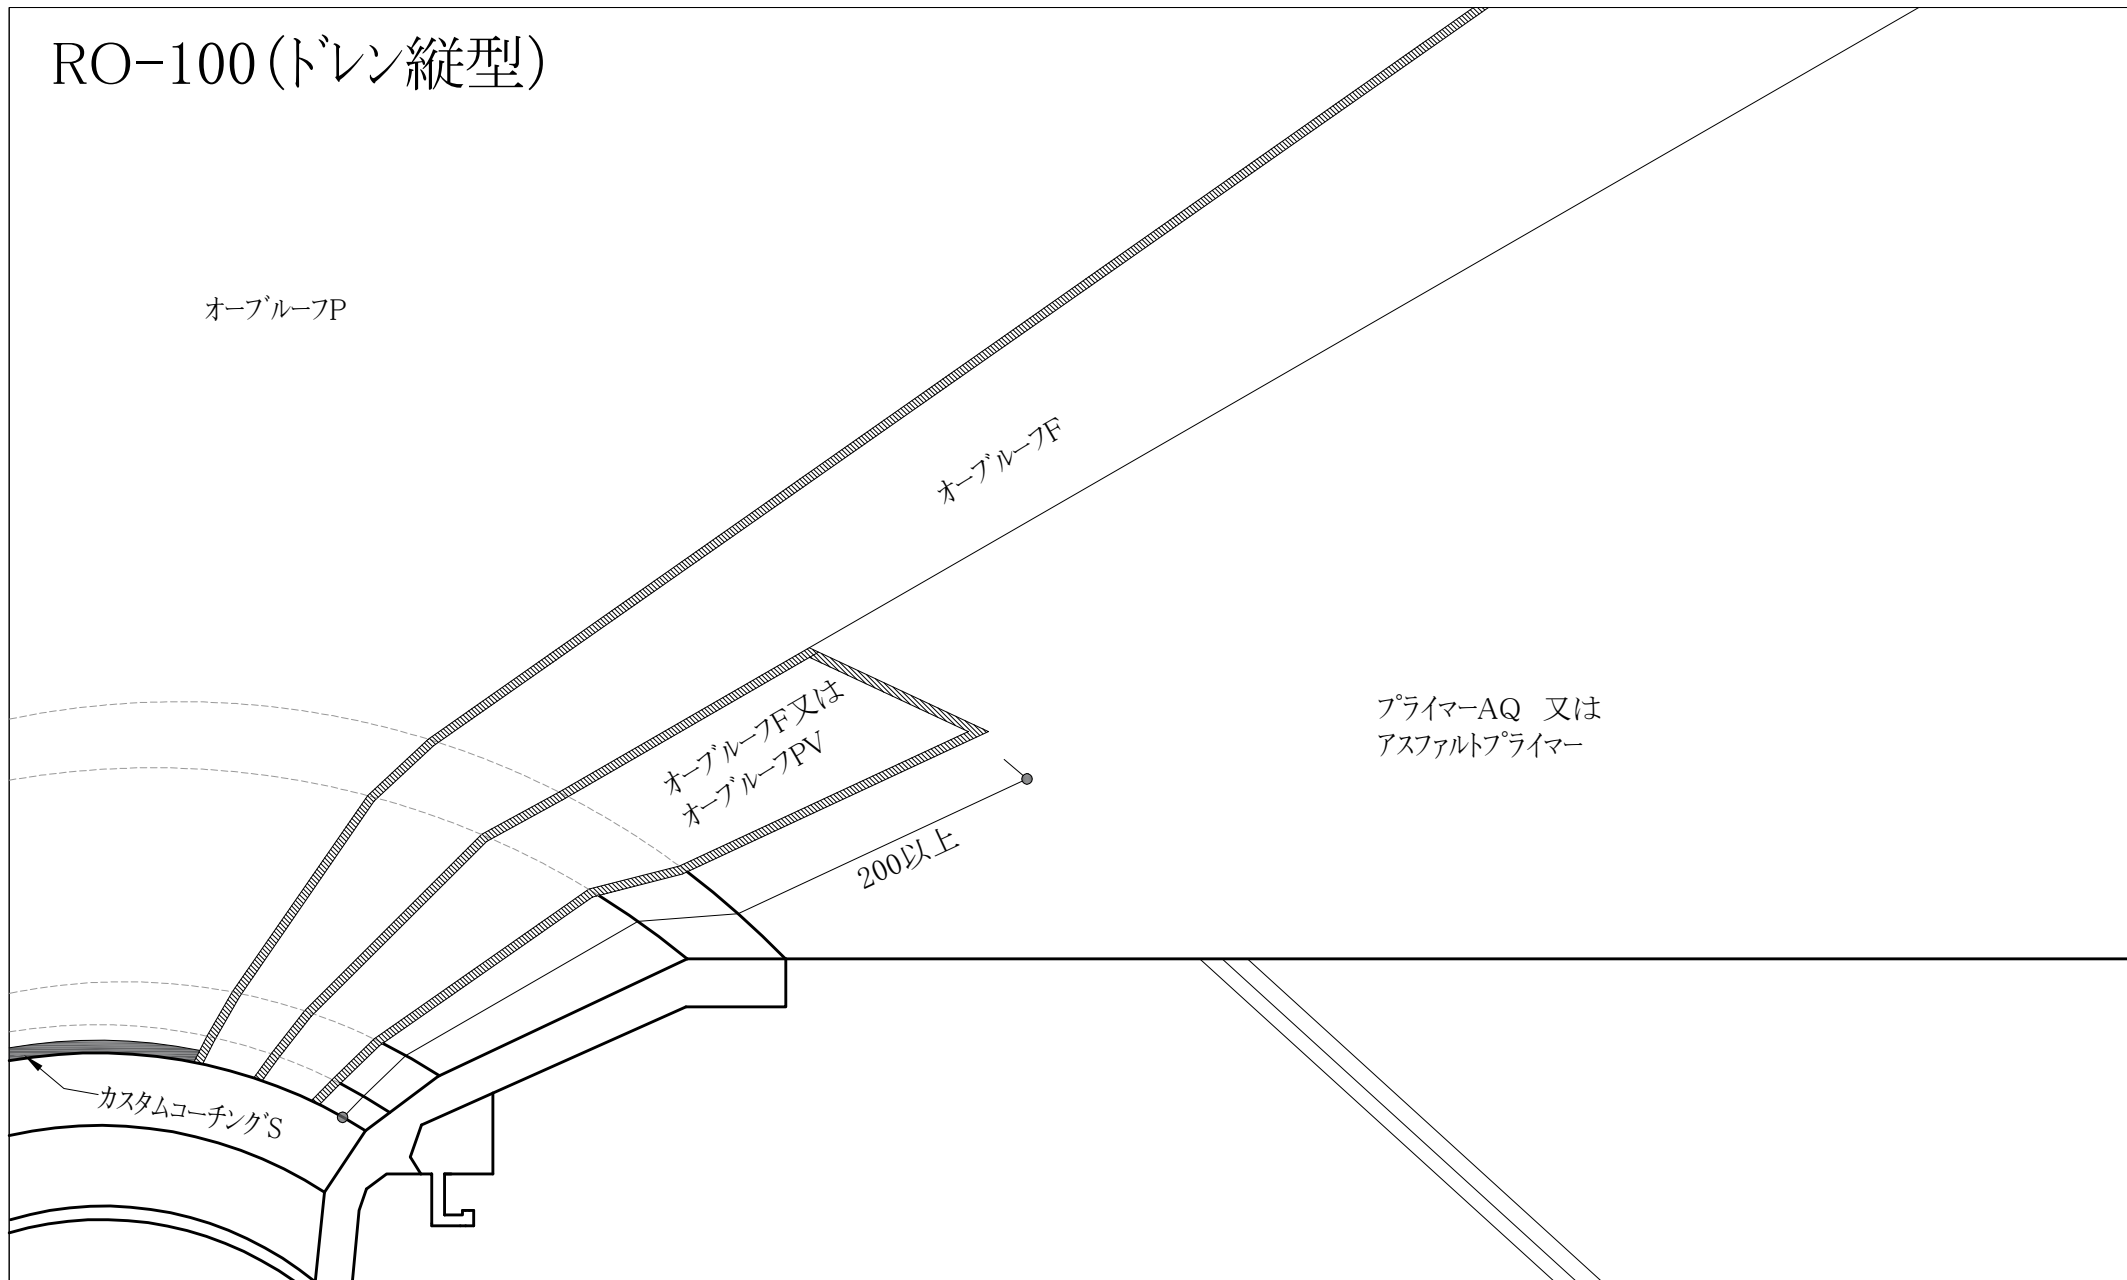 RO-100(ドレン縦型)
オーブルーフP
オーブルーフF
オーブルーフF又は
オーブルーフPV
プライマーAQ　又は
アスファルトプライマー
200以上
カスタムコーチングS